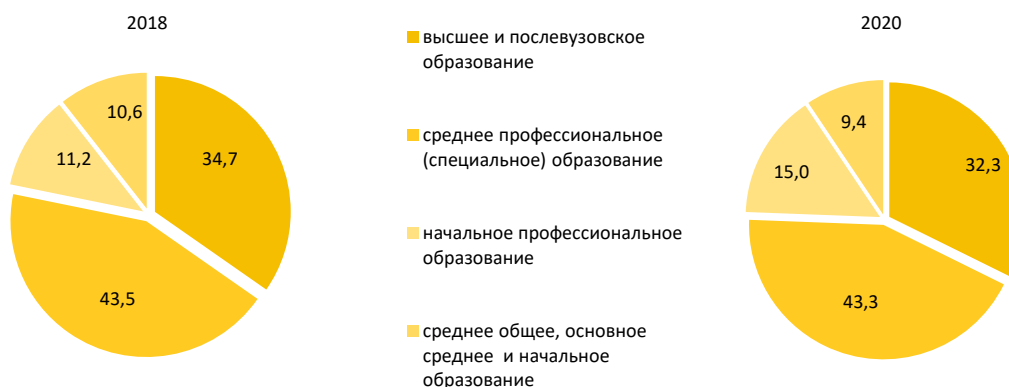 2018
10,6
34,7
11,2
43,5
высшее и послевузовское
образование
среднее профессиональное
(специальное) образование
начальное профессиональное
образование
среднее общее, основное
среднее и начальное
образование
2020
9,4
32,3
15,0
43,3